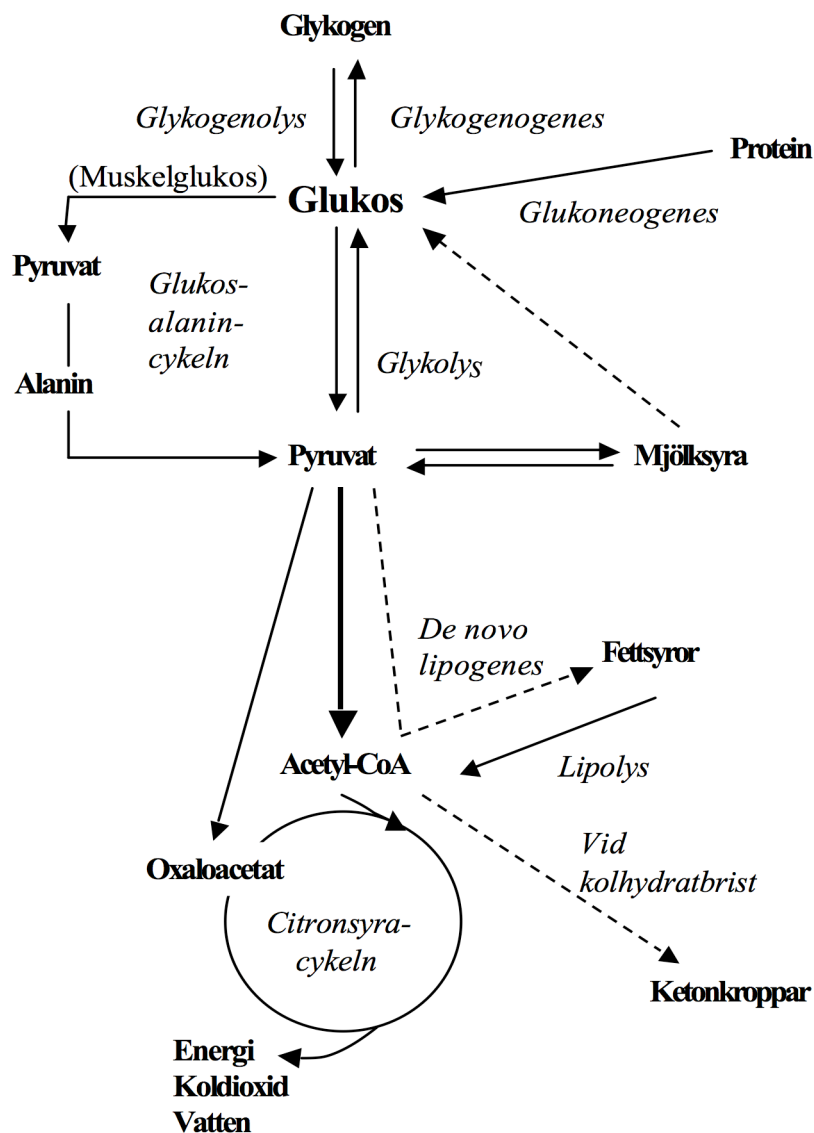 Glykogen
Glykogenolys
Glykogenogenes
Protein
(Muskelglukos)
Glukos
Glukoneogenes
Pyruvat
Glukos-
alanin-
cykeln
Glykolys
Alanin
Pyruvat
Mjölksyra
De novo
lipogenes
Fettsyror
Acetyl-CoA
Lipolys
Vid
kolhydratbrist
Oxaloacetat
Citronsyra-
cykeln
Ketonkroppar
Energi
Koldioxid
Vatten